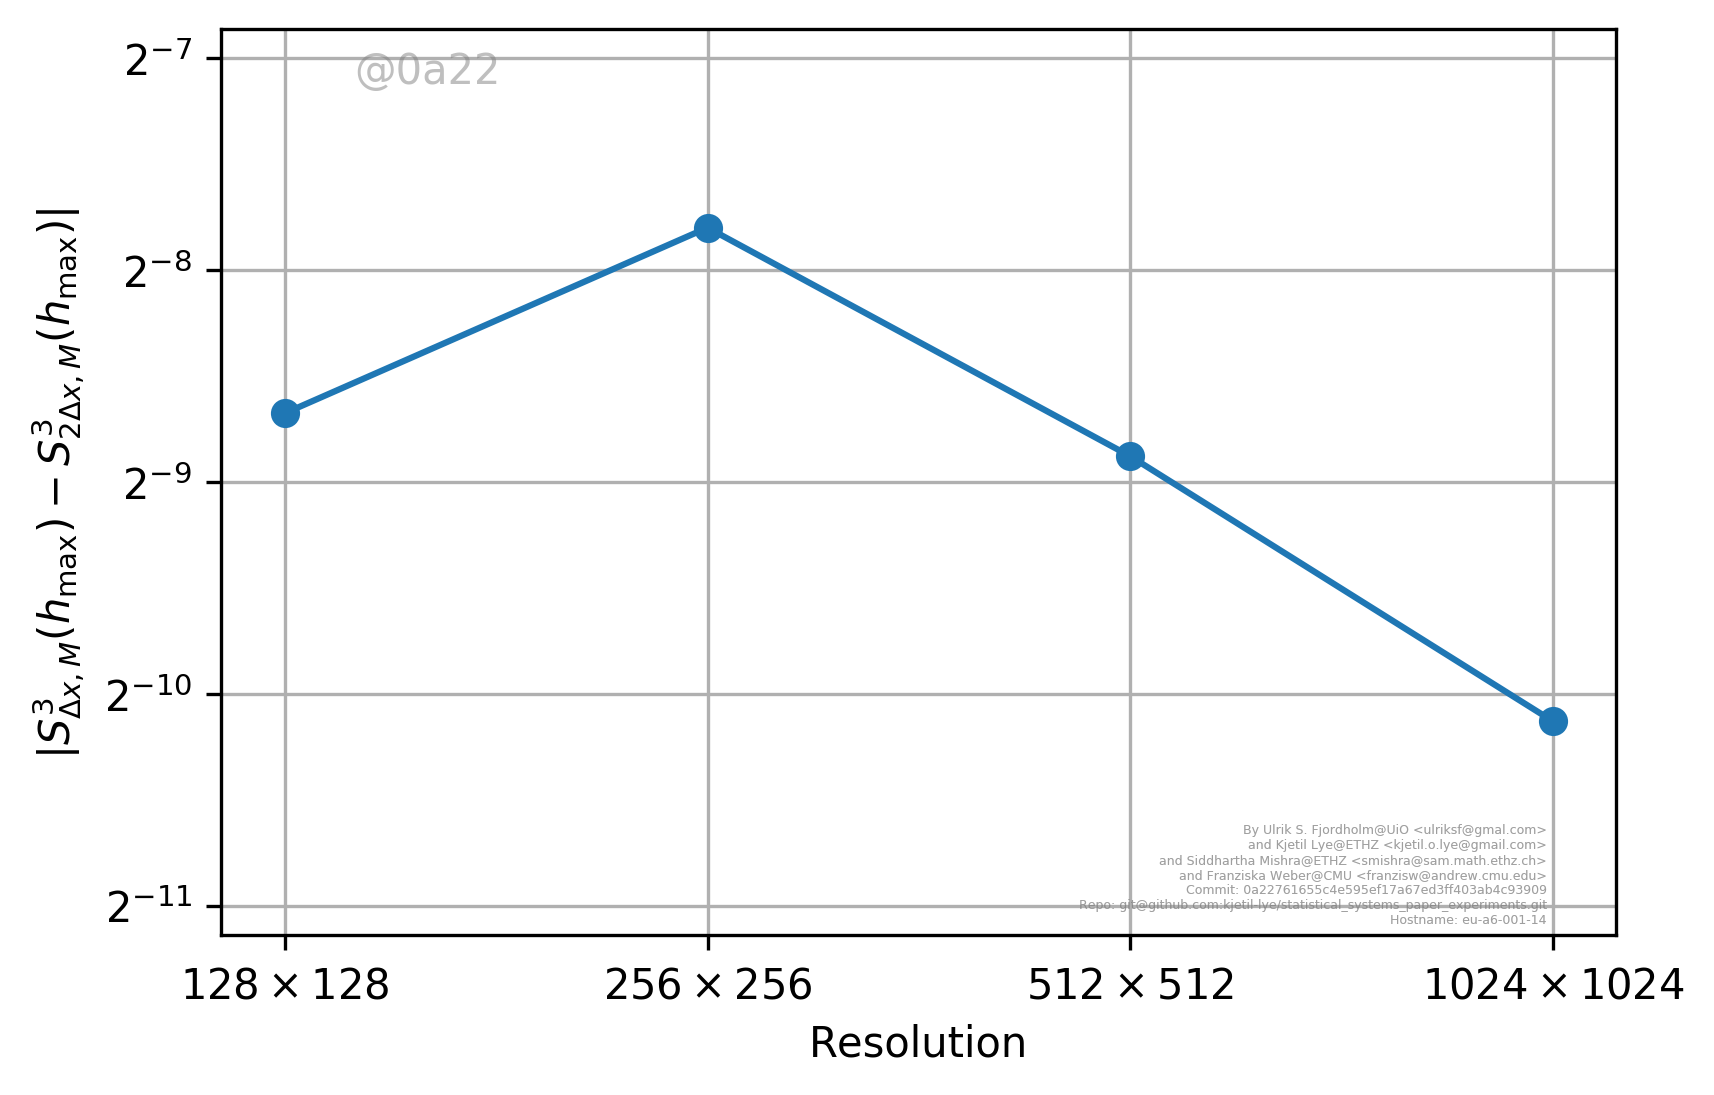 @0a22
2⁻⁷
2⁻⁸
2⁻⁹
2⁻¹⁰
2⁻¹¹
|S³_{Δx,M}(h_max) − S³_{2Δx,M}(h_max)|
By Ulrik S. Fjordholm@UiO <ulriksf@gmal.com>
and Kjetil Lye@ETHZ <kjetil.o.lye@gmail.com>
and Siddhartha Mishra@ETHZ <smishra@sam.math.ethz.ch>
and Franziska Weber@CMU <franzisw@andrew.cmu.edu>
Commit: 0a22761655c4e595ef17a67ed3ff403ab4c93909
Repo: git@github.com:kjetil-lye/statistical_systems_paper_experiments.git
Hostname: eu-a6-001-14
128 × 128 256 × 256 512 × 512 1024 × 1024
Resolution